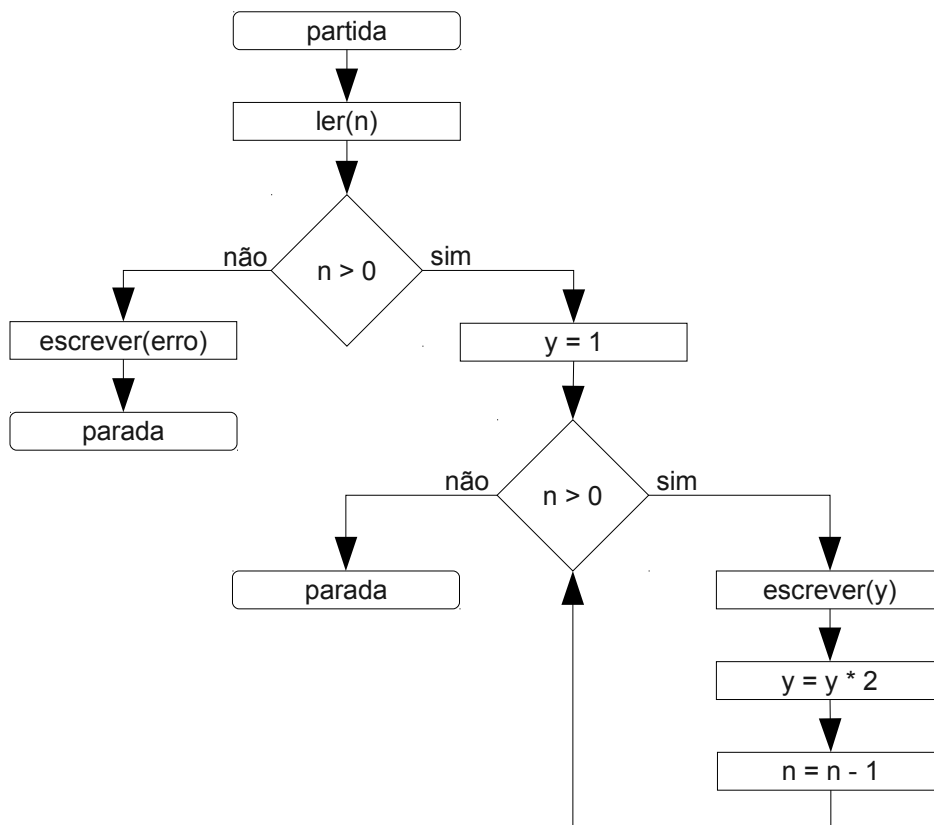 partida
ler(n)
não
sim
n > 0
escrever(erro)
y = 1
parada
não
sim
n > 0
parada
escrever(y)
y = y * 2
n = n - 1